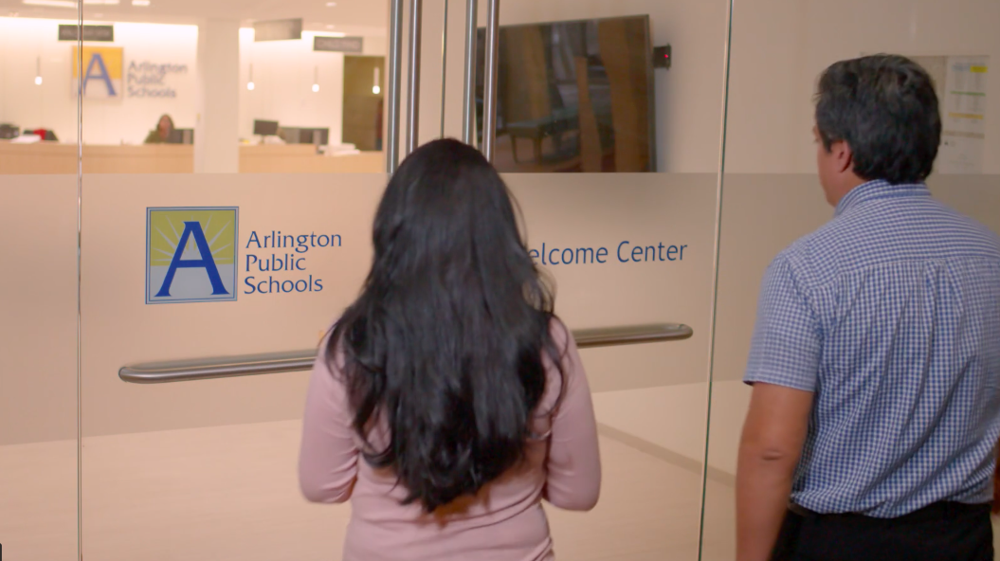 A
Arlington
Public
Schools
A
Arlington
Public
Schools
elcome Center